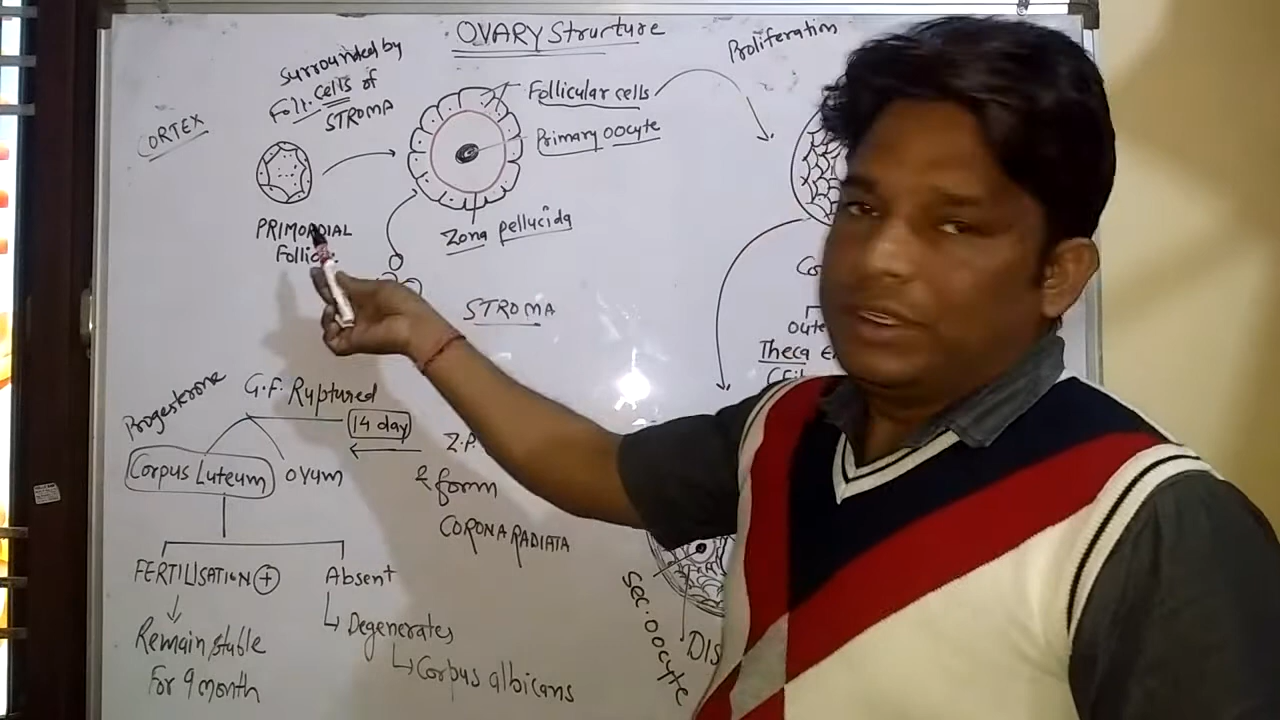 OVARY Structure
Proliferation
Surrounded by
Foll. cells of
STROMA
CORTEX
Follicular cells
Primary oocyte
Zona pellucida
PRIMORDIAL
STROMA
Theca
Progesterone
G.F. Ruptured
14 day
Z.P.
& form
CORONA RADIATA
Corpus Luteum
OVUM
FERTILISATION +
Absent
Remain stable
For 9 month
Degenerates
Corpus albicans
Sec. oocyte